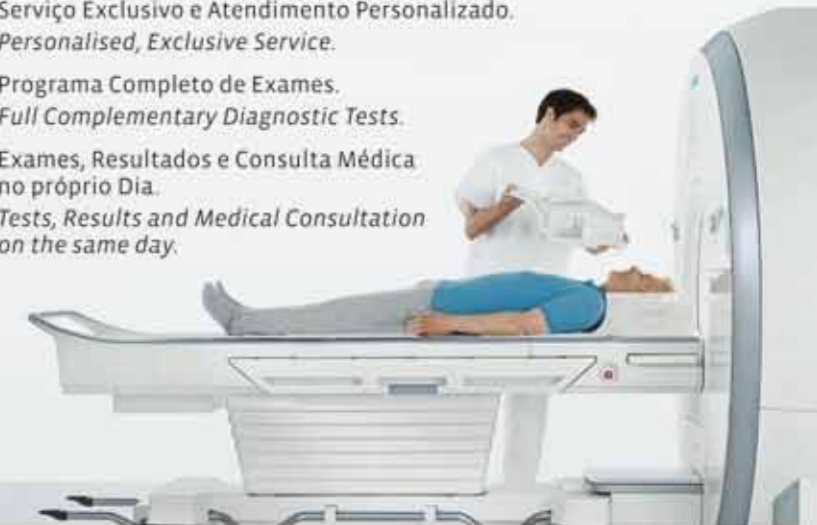 Serviço Exclusivo e Atendimento Personalizado.
Personalised, Exclusive Service.
Programa Completo de Exames.
Full Complementary Diagnostic Tests.
Exames, Resultados e Consulta Médica
no próprio Dia.
Tests, Results and Medical Consultation
on the same day.